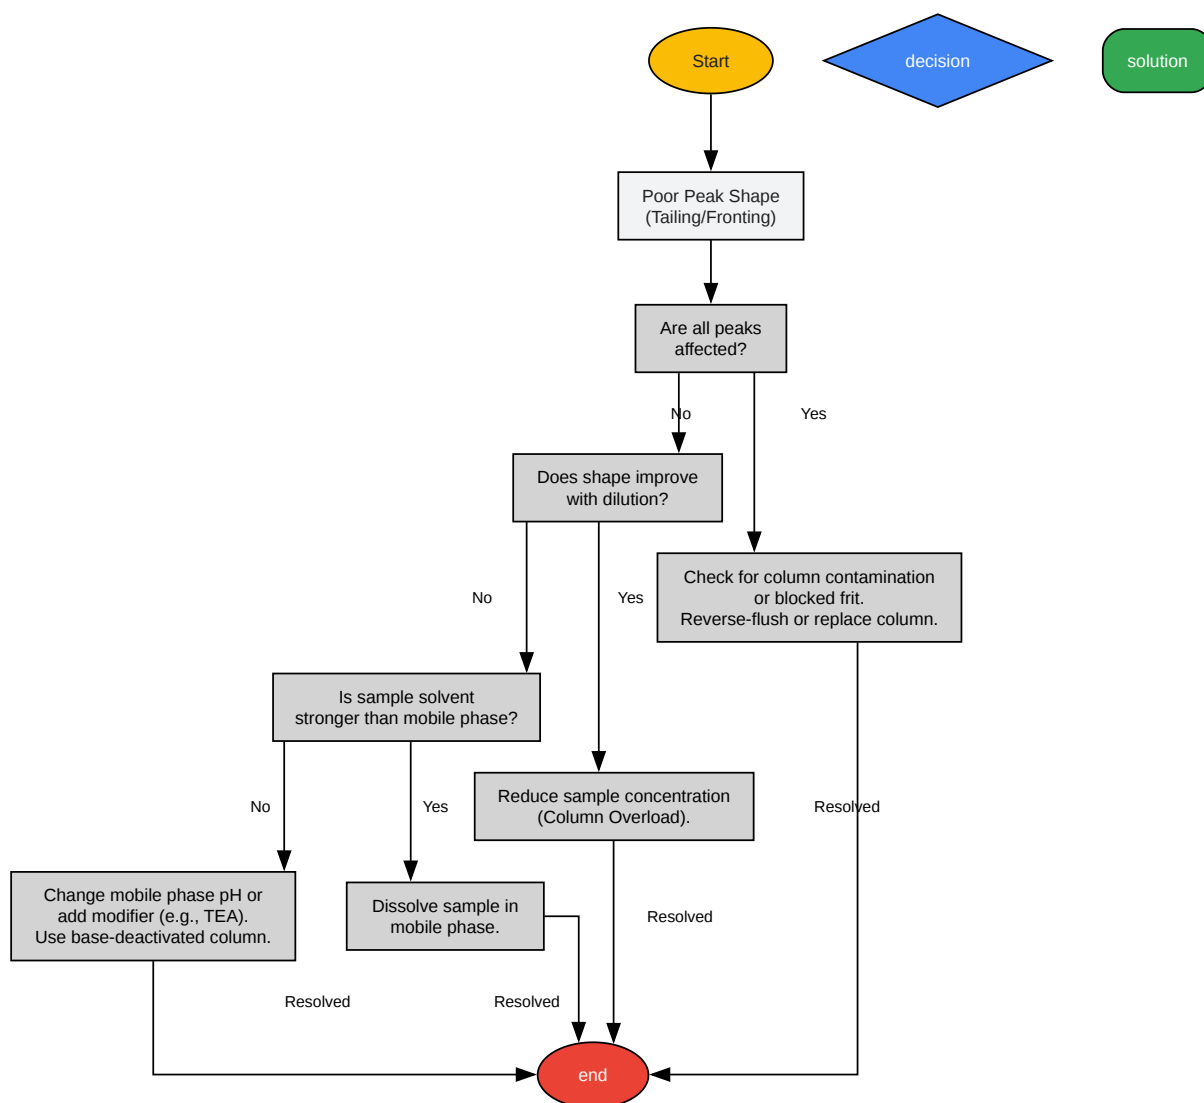 Start
decision
solution
Poor Peak Shape
(Tailing/Fronting)
Are all peaks
affected?
No
Yes
Does shape improve
with dilution?
No
Yes
Check for column contamination
or blocked frit.
Reverse-flush or replace column.
Is sample solvent
stronger than mobile phase?
No
Yes
Reduce sample concentration
(Column Overload).
Resolved
Change mobile phase pH or
add modifier (e.g., TEA).
Use base-deactivated column.
Dissolve sample in
mobile phase.
Resolved
Resolved
Resolved
end